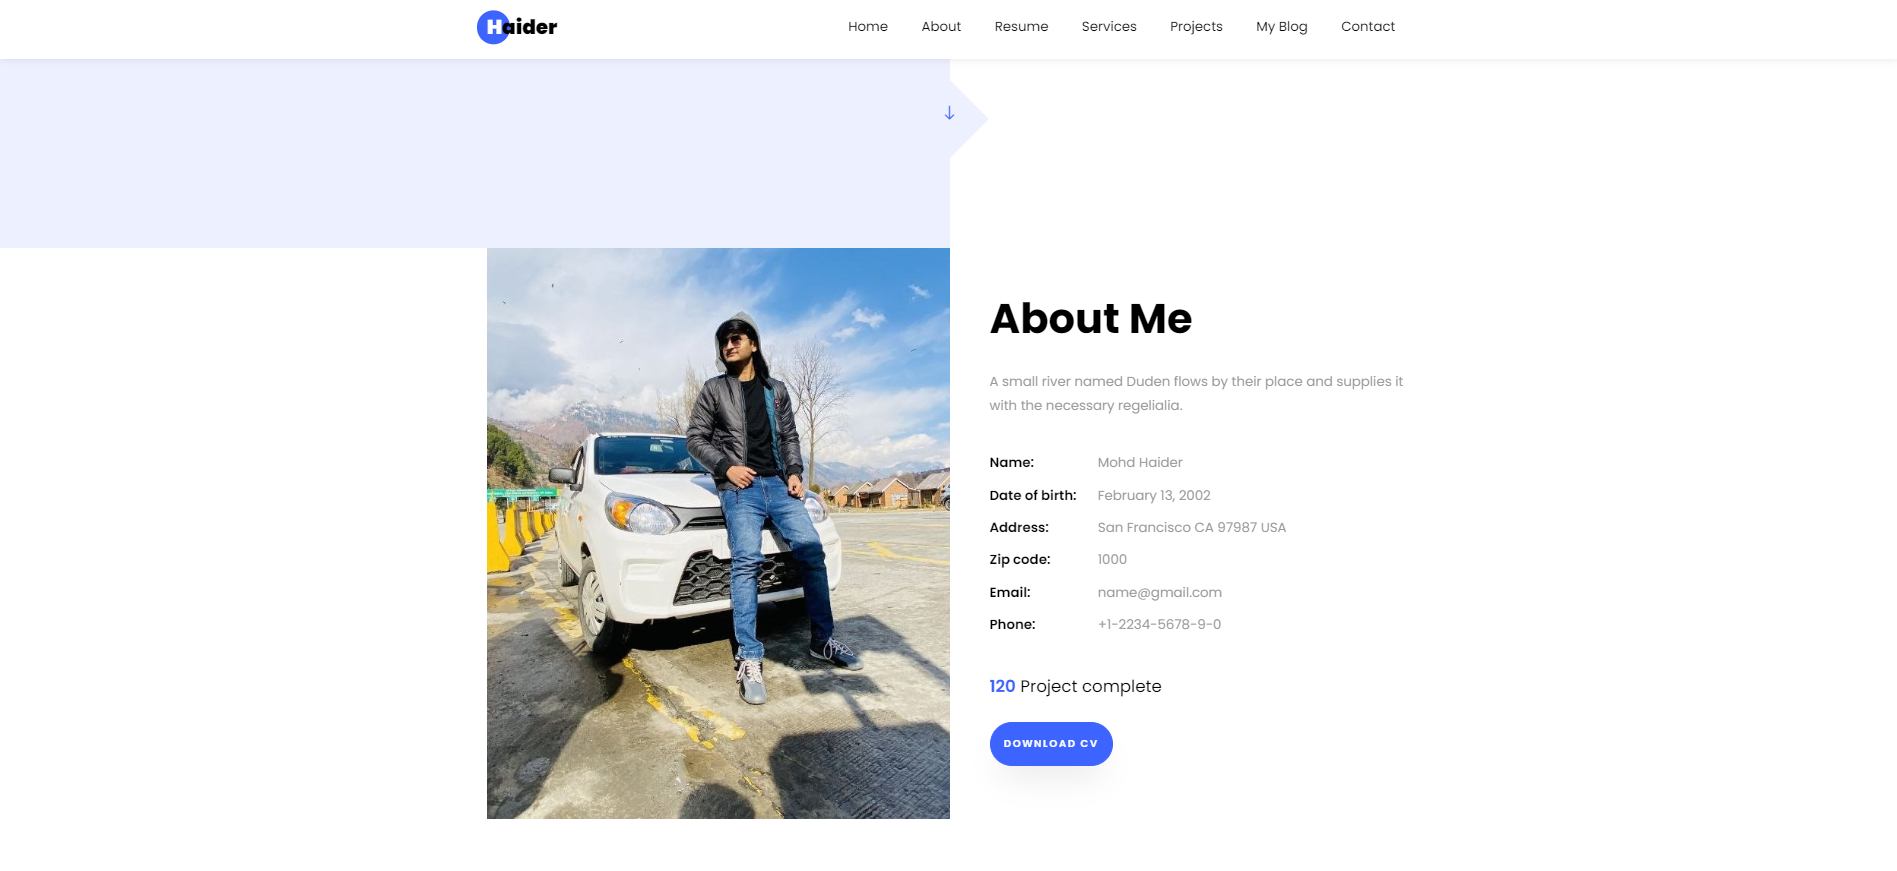 Haider
Home About Resume Services Projects My Blog Contact
About Me
A small river named Duden flows by their place and supplies it
with the necessary regelialia.
Name: Mohd Haider
Date of birth: February 13, 2002
Address: San Francisco CA 97987 USA
Zip code: 1000
Email: name@gmail.com
Phone: +1-2234-5678-9-0
120 Project complete
DOWNLOAD CV